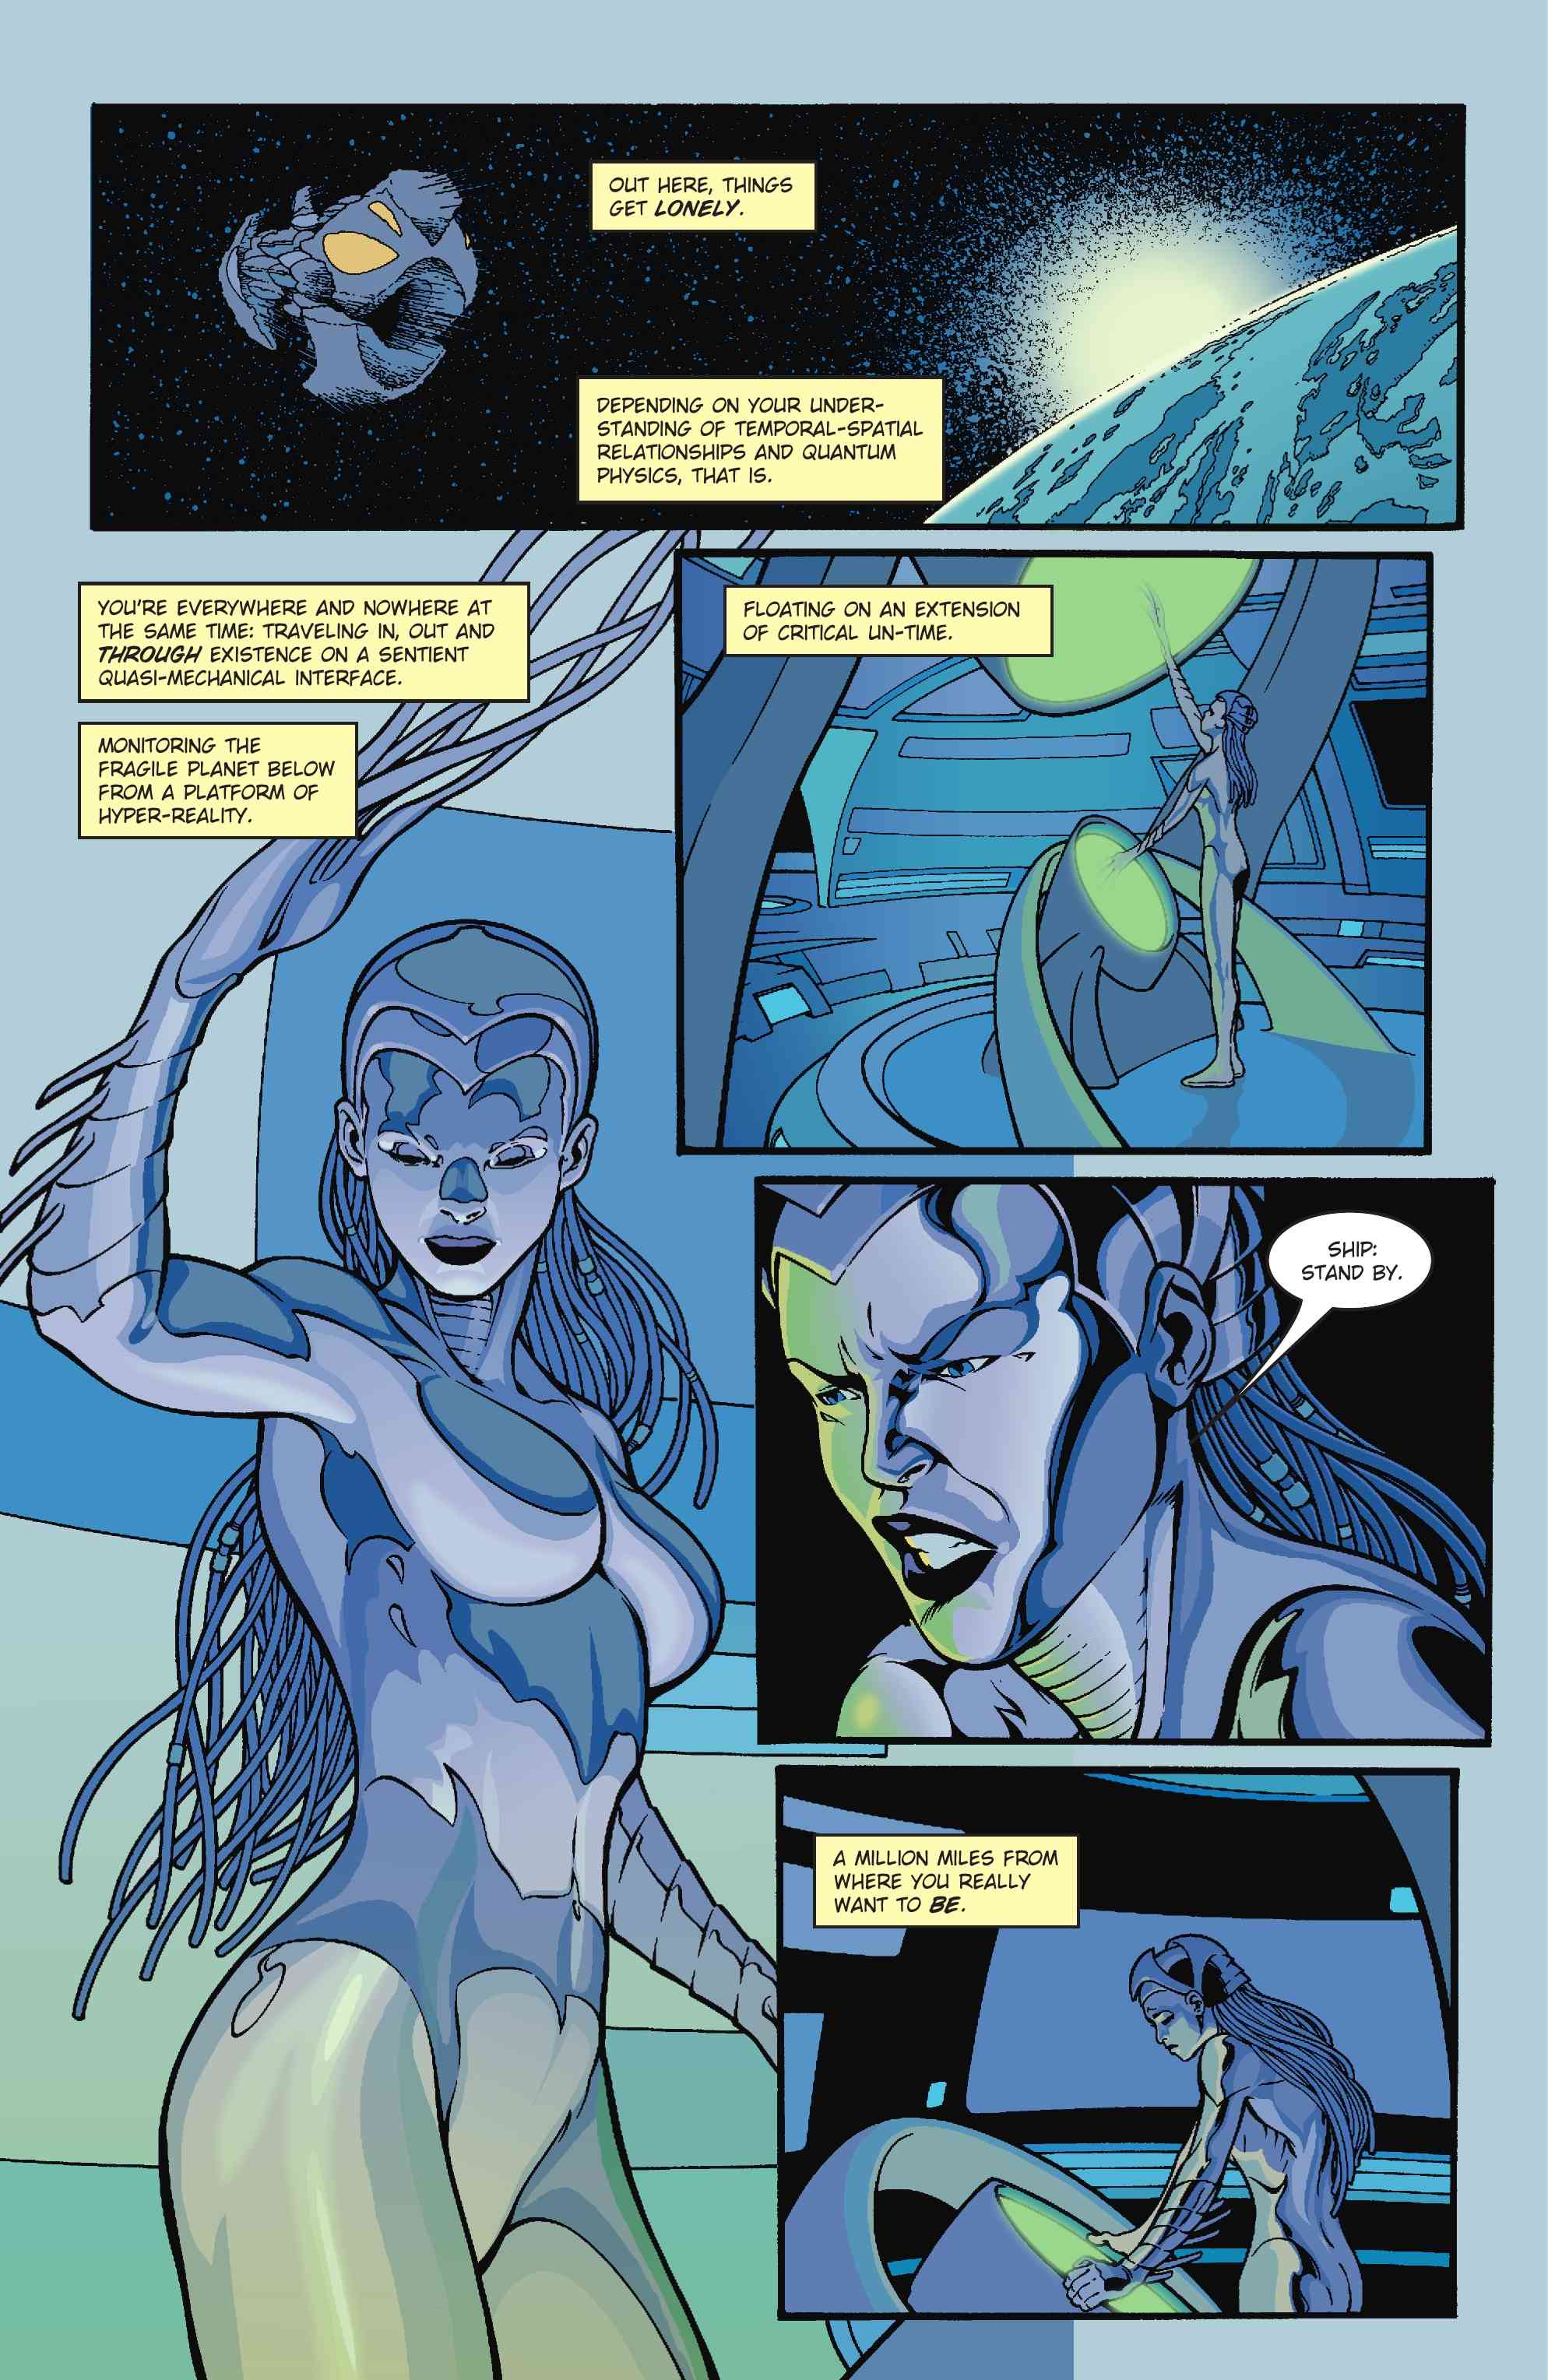 OUT HERE, THINGS
GET LONELY.
DEPENDING ON YOUR UNDER-
STANDING OF TEMPORAL-SPATIAL
RELATIONSHIPS AND QUANTUM
PHYSICS, THAT IS.
YOU'RE EVERYWHERE AND NOWHERE AT
THE SAME TIME: TRAVELING IN, OUT AND
THROUGH EXISTENCE ON A SENTIENT
QUASI-MECHANICAL INTERFACE.
MONITORING THE
FRAGILE PLANET BELOW
FROM A PLATFORM OF
HYPER-REALITY.
FLOATING ON AN EXTENSION
OF CRITICAL UN-TIME.
SHIP:
STAND BY.
A MILLION MILES FROM
WHERE YOU REALLY
WANT TO BE.